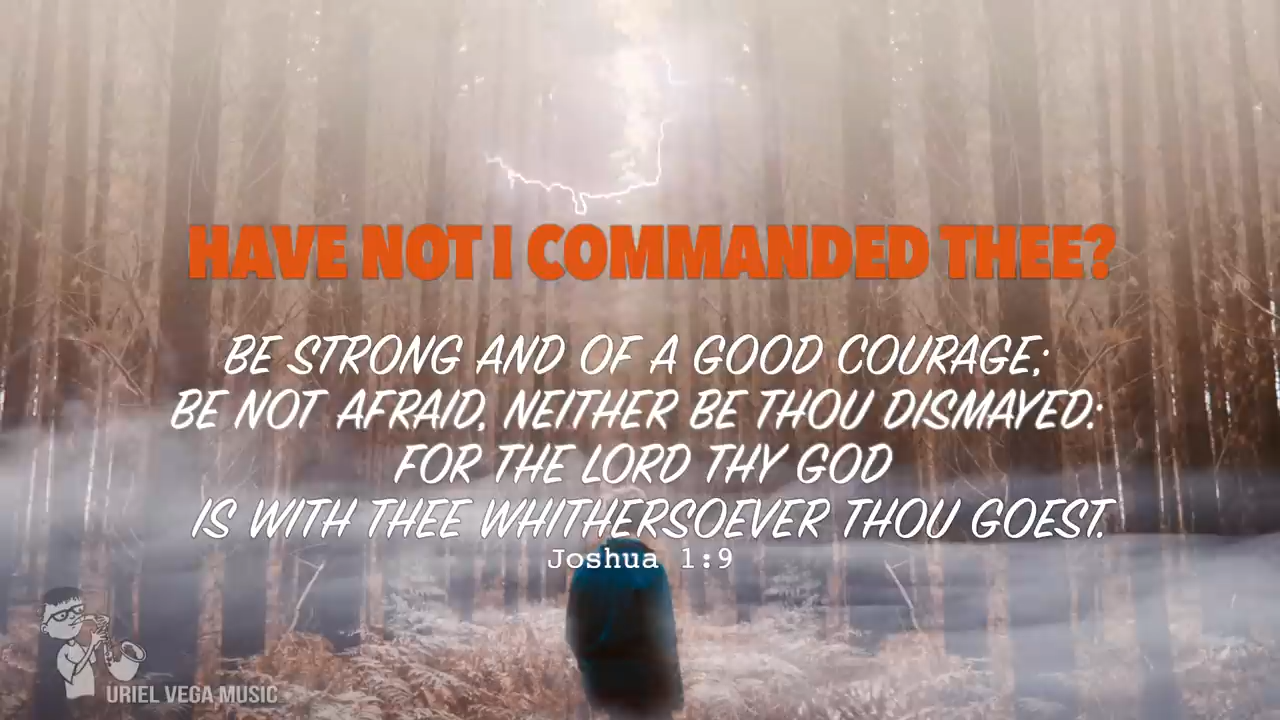 HAVE NOT I COMMANDED THEE?
BE STRONG AND OF A GOOD COURAGE;
BE NOT AFRAID, NEITHER BE THOU DISMAYED:
FOR THE LORD THY GOD
IS WITH THEE WHITHERSOEVER THOU GOEST.
Joshua 1:9
URIEL VEGA MUSIC